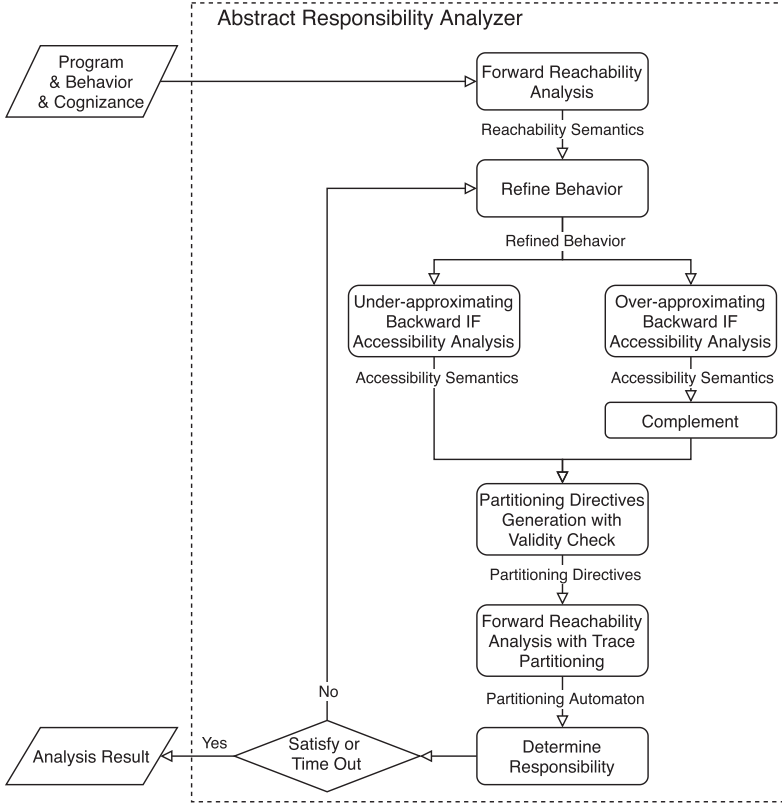 Abstract Responsibility Analyzer
Program
& Behavior
& Cognizance
Forward Reachability
Analysis
Reachability Semantics
Refine Behavior
Refined Behavior
Under-approximating
Backward IF
Accessibility Analysis
Over-approximating
Backward IF
Accessibility Analysis
Accessibility Semantics
Accessibility Semantics
Complement
Partitioning Directives
Generation with
Validity Check
Partitioning Directives
Forward Reachability
Analysis with Trace
Partitioning
Partitioning Automaton
No
Analysis Result
Yes
Satisfy or
Time Out
Determine
Responsibility